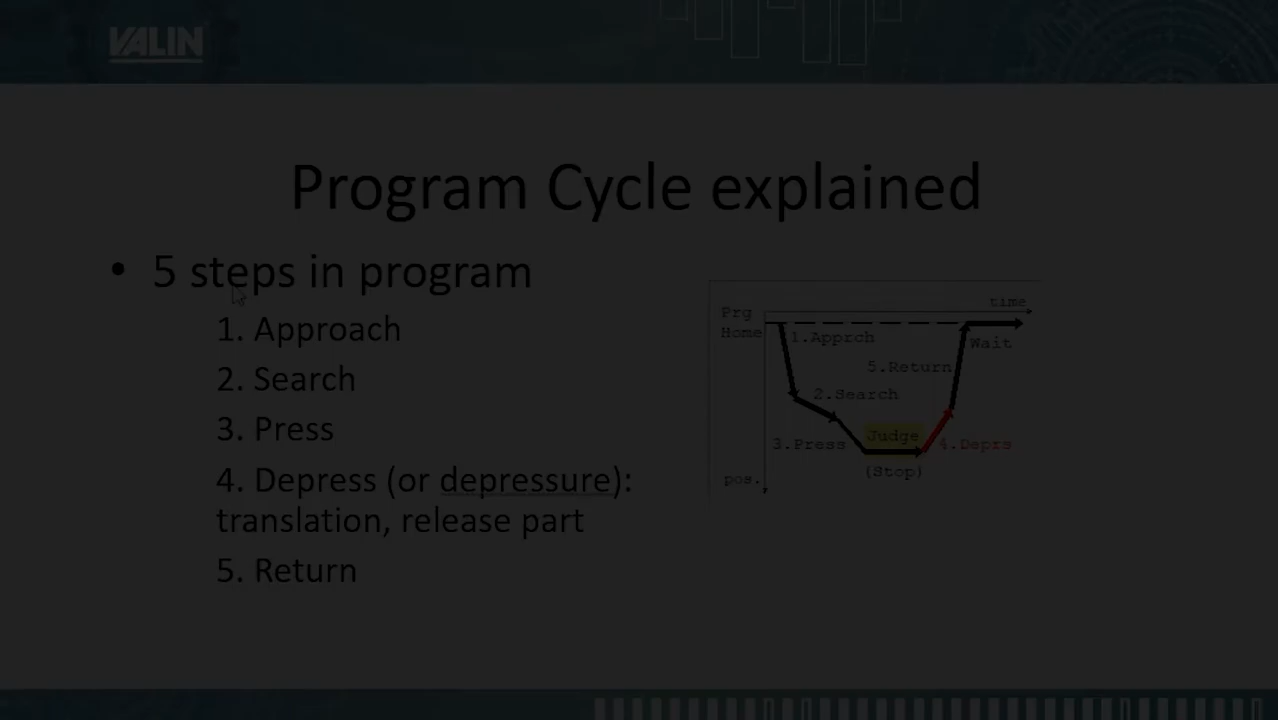 VALIN
Program Cycle explained
• 5 steps in program
1. Approach
2. Search
3. Press
4. Depress (or depressure):
translation, release part
5. Return
time
Prg
Home
1.Apprch
Wait
5.Return
2.Search
Judge
3.Press
4.Deprs
(Stop)
pos.